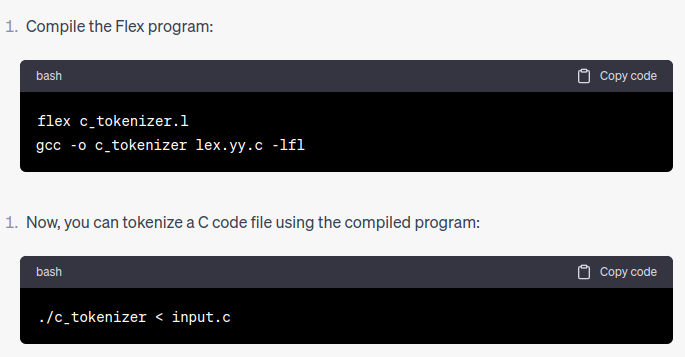 1. Compile the Flex program:
bash Copy code
flex c_tokenizer.l
gcc -o c_tokenizer lex.yy.c -lfl
1. Now, you can tokenize a C code file using the compiled program:
bash Copy code
./c_tokenizer < input.c